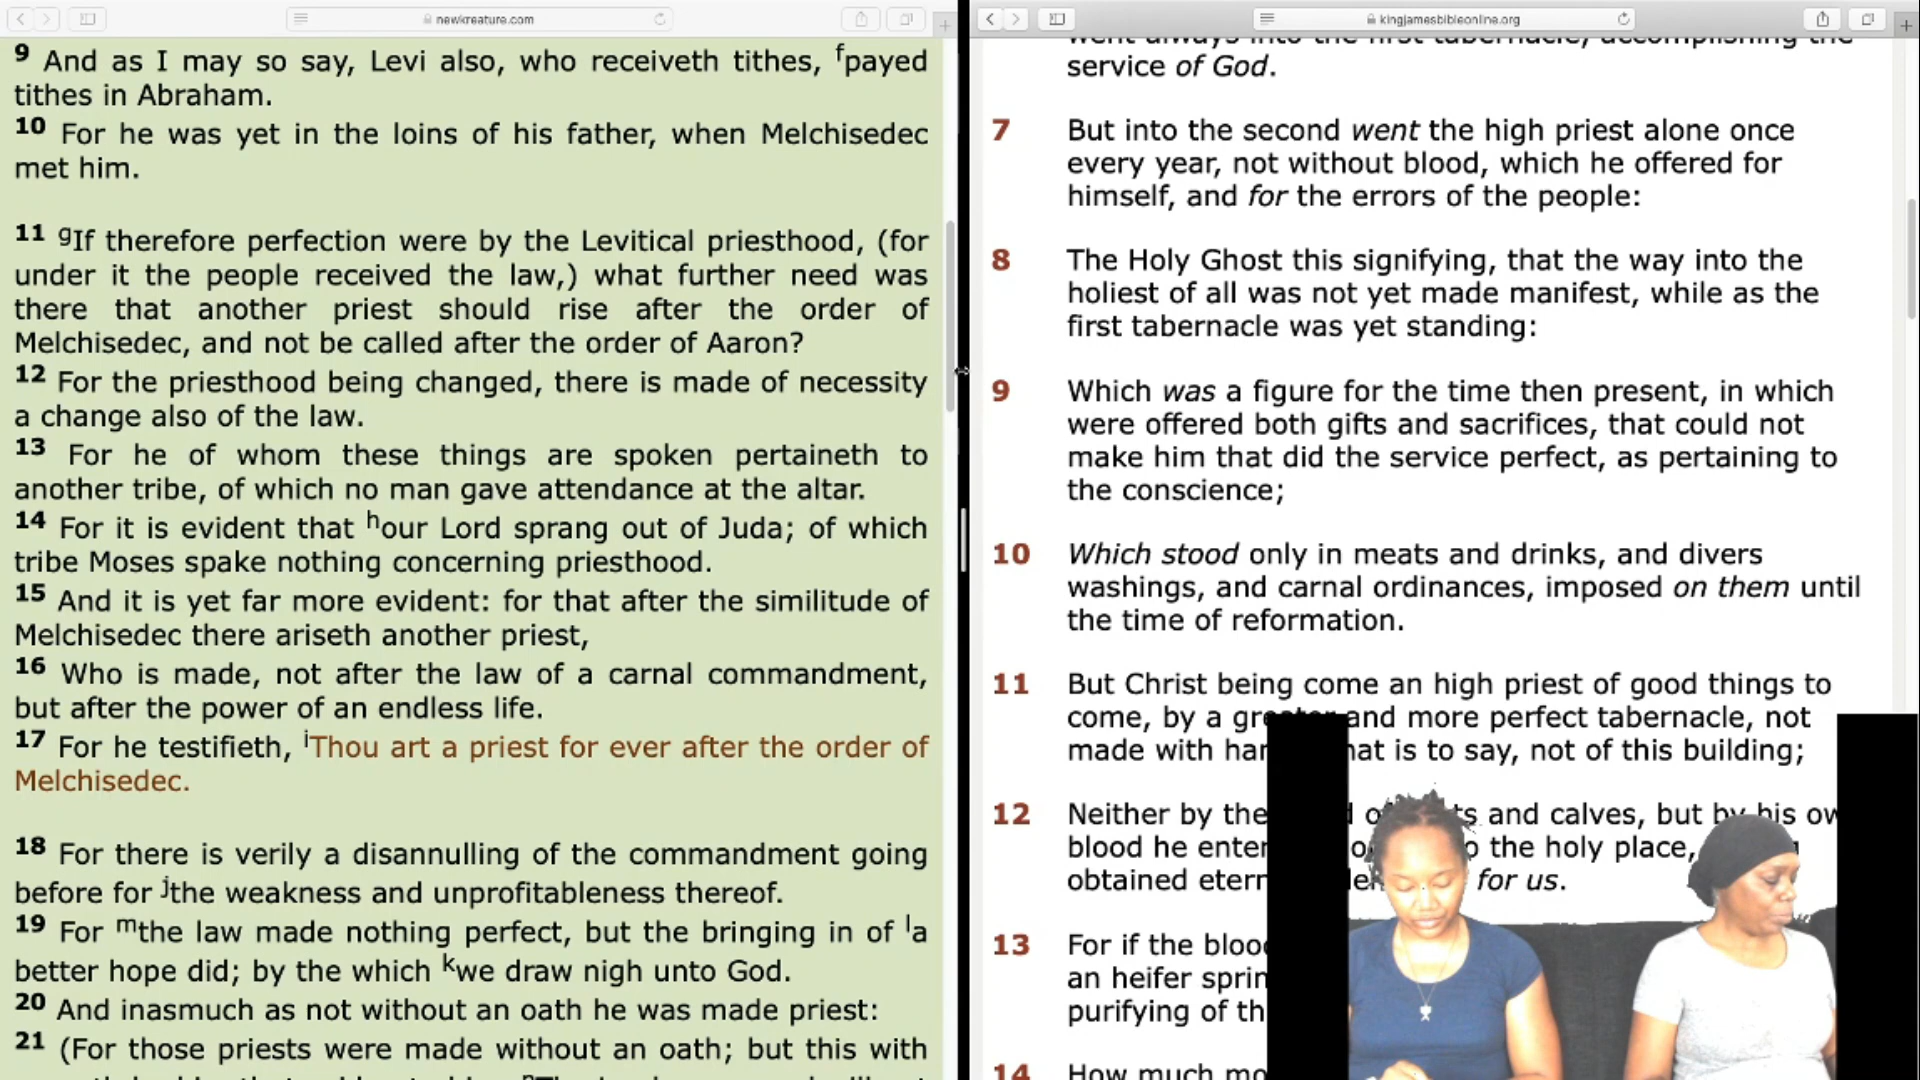 newkreature.com
9 And as I may so say, Levi also, who receiveth tithes, fpayed
tithes in Abraham.
10 For he was yet in the loins of his father, when Melchisedec
met him.
11 gIf therefore perfection were by the Levitical priesthood, (for
under it the people received the law,) what further need was
there that another priest should rise after the order of
Melchisedec, and not be called after the order of Aaron?
12 For the priesthood being changed, there is made of necessity
a change also of the law.
13 For he of whom these things are spoken pertaineth to
another tribe, of which no man gave attendance at the altar.
14 For it is evident that hour Lord sprang out of Juda; of which
tribe Moses spake nothing concerning priesthood.
15 And it is yet far more evident: for that after the similitude of
Melchisedec there ariseth another priest,
16 Who is made, not after the law of a carnal commandment,
but after the power of an endless life.
17 For he testifieth, iThou art a priest for ever after the order of
Melchisedec.
18 For there is verily a disannulling of the commandment going
before for jthe weakness and unprofitableness thereof.
19 For mthe law made nothing perfect, but the bringing in of la
better hope did; by the which kwe draw nigh unto God.
20 And inasmuch as not without an oath he was made priest:
21 (For those priests were made without an oath; but this with
kingjamesbibleonline.org
went always into the first tabernacle, accomplishing the
service of God.
7 But into the second went the high priest alone once
every year, not without blood, which he offered for
himself, and for the errors of the people:
8 The Holy Ghost this signifying, that the way into the
holiest of all was not yet made manifest, while as the
first tabernacle was yet standing:
9 Which was a figure for the time then present, in which
were offered both gifts and sacrifices, that could not
make him that did the service perfect, as pertaining to
the conscience;
10 Which stood only in meats and drinks, and divers
washings, and carnal ordinances, imposed on them until
the time of reformation.
11 But Christ being come an high priest of good things to
come, by a greater and more perfect tabernacle, not
made with that is to say, not of this building;
12 Neither by the and calves, but by his
blood he the holy place,
obtained for us.
13 For if the
an heifer
purifying of
14 How much